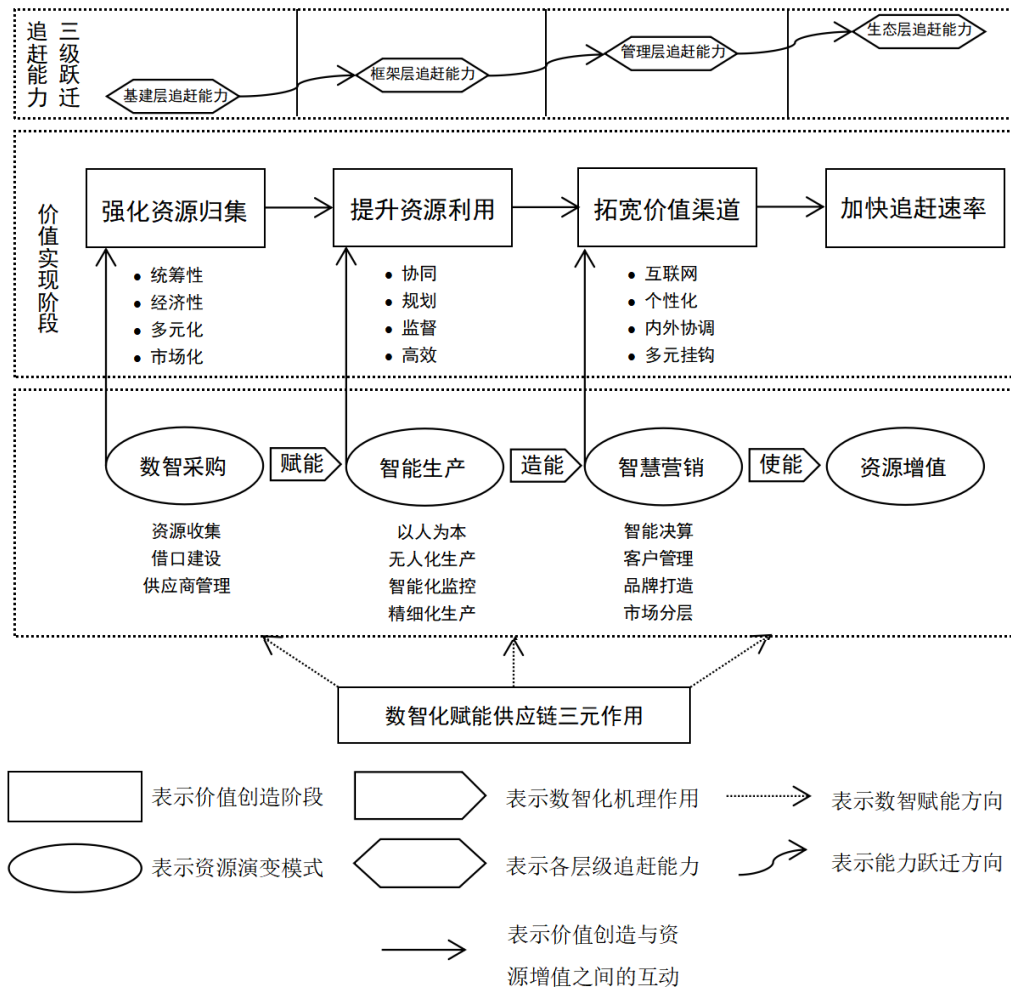 追赶能力
三级跃迁
基建层追赶能力
框架层追赶能力
管理层追赶能力
生态层追赶能力
价值实现阶段
强化资源归集
提升资源利用
拓宽价值渠道
加快追赶速率
统筹性
经济性
多元化
市场化
协同
规划
监督
高效
互联网
个性化
内外协调
多元挂钩
数智采购
赋能
智能生产
造能
智慧营销
使能
资源增值
资源收集
借口建设
供应商管理
以人为本
无人化生产
智能化监控
精细化生产
智能决算
客户管理
品牌打造
市场分层
数智化赋能供应链三元作用
表示价值创造阶段
表示数智化机理作用
表示数智赋能方向
表示资源演变模式
表示各层级追赶能力
表示能力跃迁方向
表示价值创造与资
源增值之间的互动